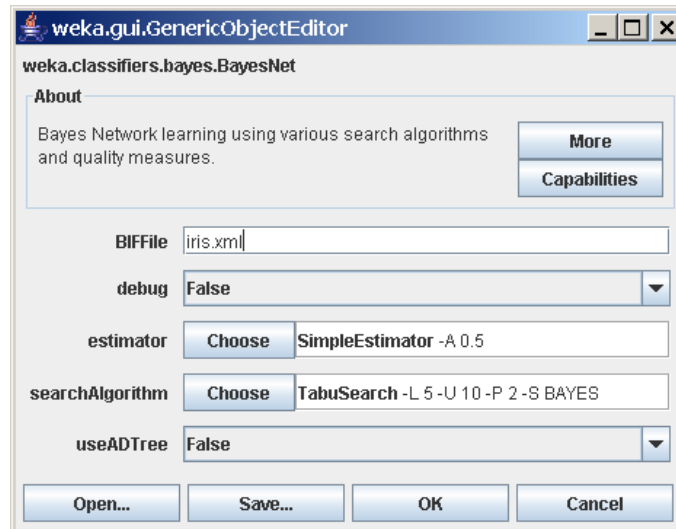 weka.gui.GenericObjectEditor
weka.classifiers.bayes.BayesNet
About
Bayes Network learning using various search algorithms
and quality measures.
More
Capabilities
BIFFile iris.xml
debug False
estimator Choose SimpleEstimator -A 0.5
searchAlgorithm Choose TabuSearch -L 5 -U 10 -P 2 -S BAYES
useADTree False
Open... Save... OK Cancel